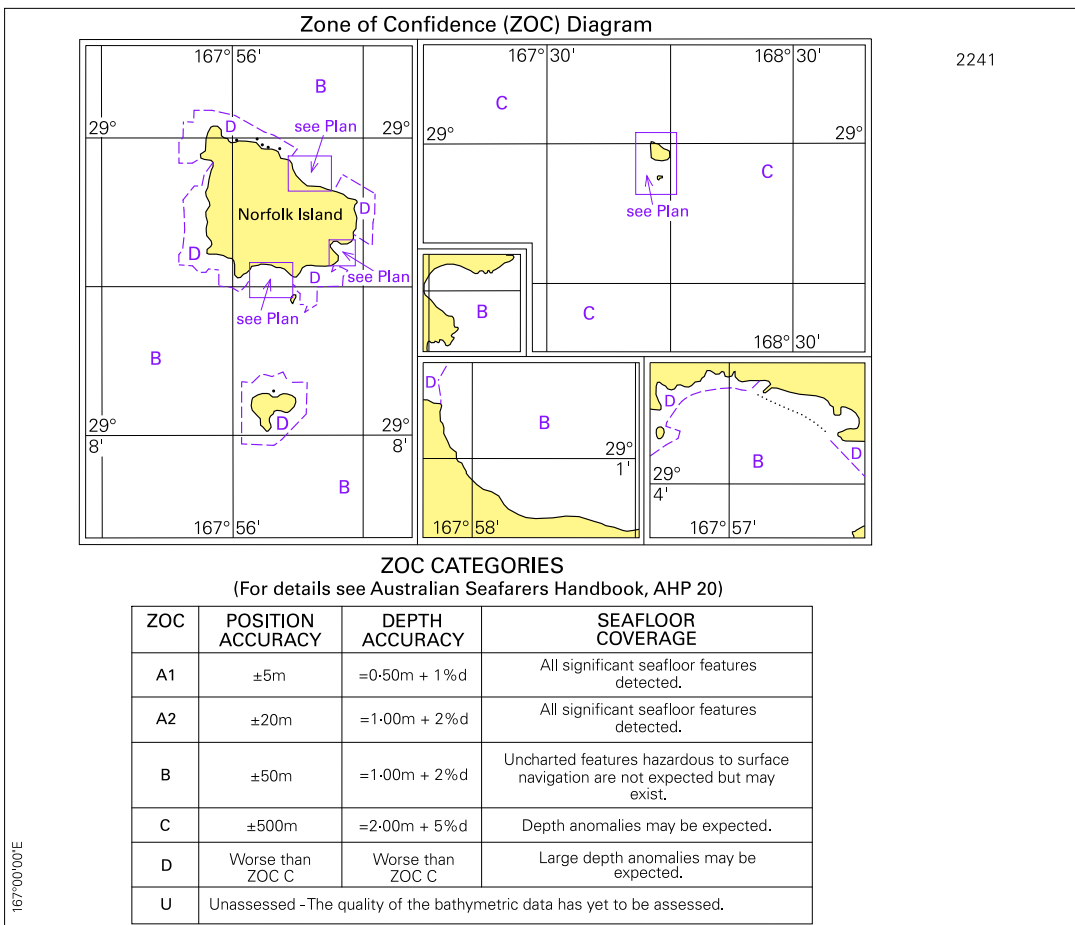 Zone of Confidence (ZOC) Diagram
2241
167° 56'
B
D
see Plan
29°
29°
Norfolk Island
D
D
see Plan
D
see Plan
B
D
29°
8'
29°
8'
B
167° 56'
167° 30'
168° 30'
C
29°
29°
C
see Plan
C
168° 30'
B
D
B
29°
1'
167° 58'
D
B
D
29°
4'
167° 57'
ZOC CATEGORIES
(For details see Australian Seafarers Handbook, AHP 20)
ZOC POSITION DEPTH SEAFLOOR
ACCURACY ACCURACY COVERAGE
A1 ±5m =0·50m + 1%d All significant seafloor features
detected.
A2 ±20m =1·00m + 2%d All significant seafloor features
detected.
Uncharted features hazardous to surface
B ±50m =1·00m + 2%d navigation are not expected but may
exist.
C ±500m =2·00m + 5%d Depth anomalies may be expected.
D Worse than Worse than Large depth anomalies may be
ZOC C ZOC C expected.
U Unassessed - The quality of the bathymetric data has yet to be assessed.
167°00'00"E